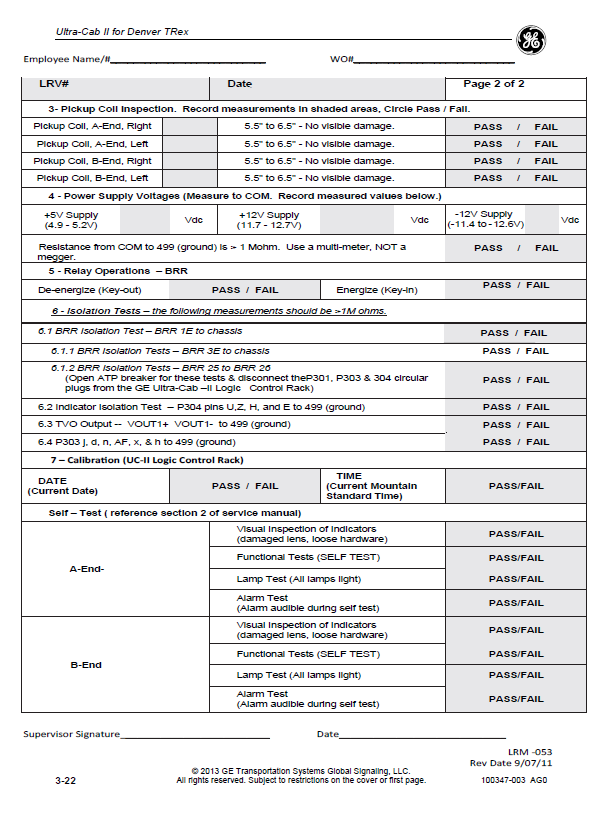 Ultra-Cab II for Denver TRex
Employee Name/#__________________________ WO#__________________________
LRV# Date Page 2 of 2
3- Pickup Coil Inspection. Record measurements in shaded areas, Circle Pass / Fail.
Pickup Coil, A-End, Right 5.5" to 6.5" - No visible damage. PASS / FAIL
Pickup Coil, A-End, Left 5.5" to 6.5" - No visible damage. PASS / FAIL
Pickup Coil, B-End, Right 5.5" to 6.5" - No visible damage. PASS / FAIL
Pickup Coil, B-End, Left 5.5" to 6.5" - No visible damage. PASS / FAIL
4 - Power Supply Voltages (Measure to COM. Record measured values below.)
+5V Supply
(4.9 - 5.2V)
Vdc
+12V Supply
(11.7 - 12.7V)
Vdc
-12V Supply
(-11.4 to -12.6V)
Vdc
Resistance from COM to 499 (ground) is > 1 Mohm. Use a multi-meter, NOT a
megger.
PASS / FAIL
5 - Relay Operations – BRR
De-energize (Key-out) PASS / FAIL Energize (Key-in) PASS / FAIL
6 - Isolation Tests – the following measurements should be >1M ohms.
6.1 BRR Isolation Test – BRR 1E to chassis PASS / FAIL
6.1.1 BRR Isolation Tests – BRR 3E to chassis PASS / FAIL
6.1.2 BRR Isolation Tests – BRR 25 to BRR 26
(Open ATP breaker for these tests & disconnect theP301, P303 & 304 circular
plugs from the GE Ultra-Cab –II Logic Control Rack)
PASS / FAIL
6.2 Indicator Isolation Test – P304 pins U,Z, H, and E to 499 (ground) PASS / FAIL
6.3 TVO Output -- VOUT1+ VOUT1- to 499 (ground) PASS / FAIL
6.4 P303 j, d, n, AF, x, & h to 499 (ground) PASS / FAIL
7 – Calibration (UC-II Logic Control Rack)
DATE
(Current Date)
PASS / FAIL
TIME
(Current Mountain
Standard Time)
PASS/FAIL
Self – Test ( reference section 2 of service manual)
A-End-
Visual Inspection of Indicators
(damaged lens, loose hardware)
PASS/FAIL
Functional Tests (SELF TEST) PASS/FAIL
Lamp Test (All lamps light) PASS/FAIL
Alarm Test
(Alarm audible during self test)
PASS/FAIL
B-End
Visual Inspection of Indicators
(damaged lens, loose hardware)
PASS/FAIL
Functional Tests (SELF TEST) PASS/FAIL
Lamp Test (All lamps light) PASS/FAIL
Alarm Test
(Alarm audible during self test)
PASS/FAIL
Supervisor Signature__________________________ Date____________________________
LRM -053
Rev Date 9/07/11
© 2013 GE Transportation Systems Global Signaling, LLC.
3-22 All rights reserved. Subject to restrictions on the cover or first page. 100347-003 AG0